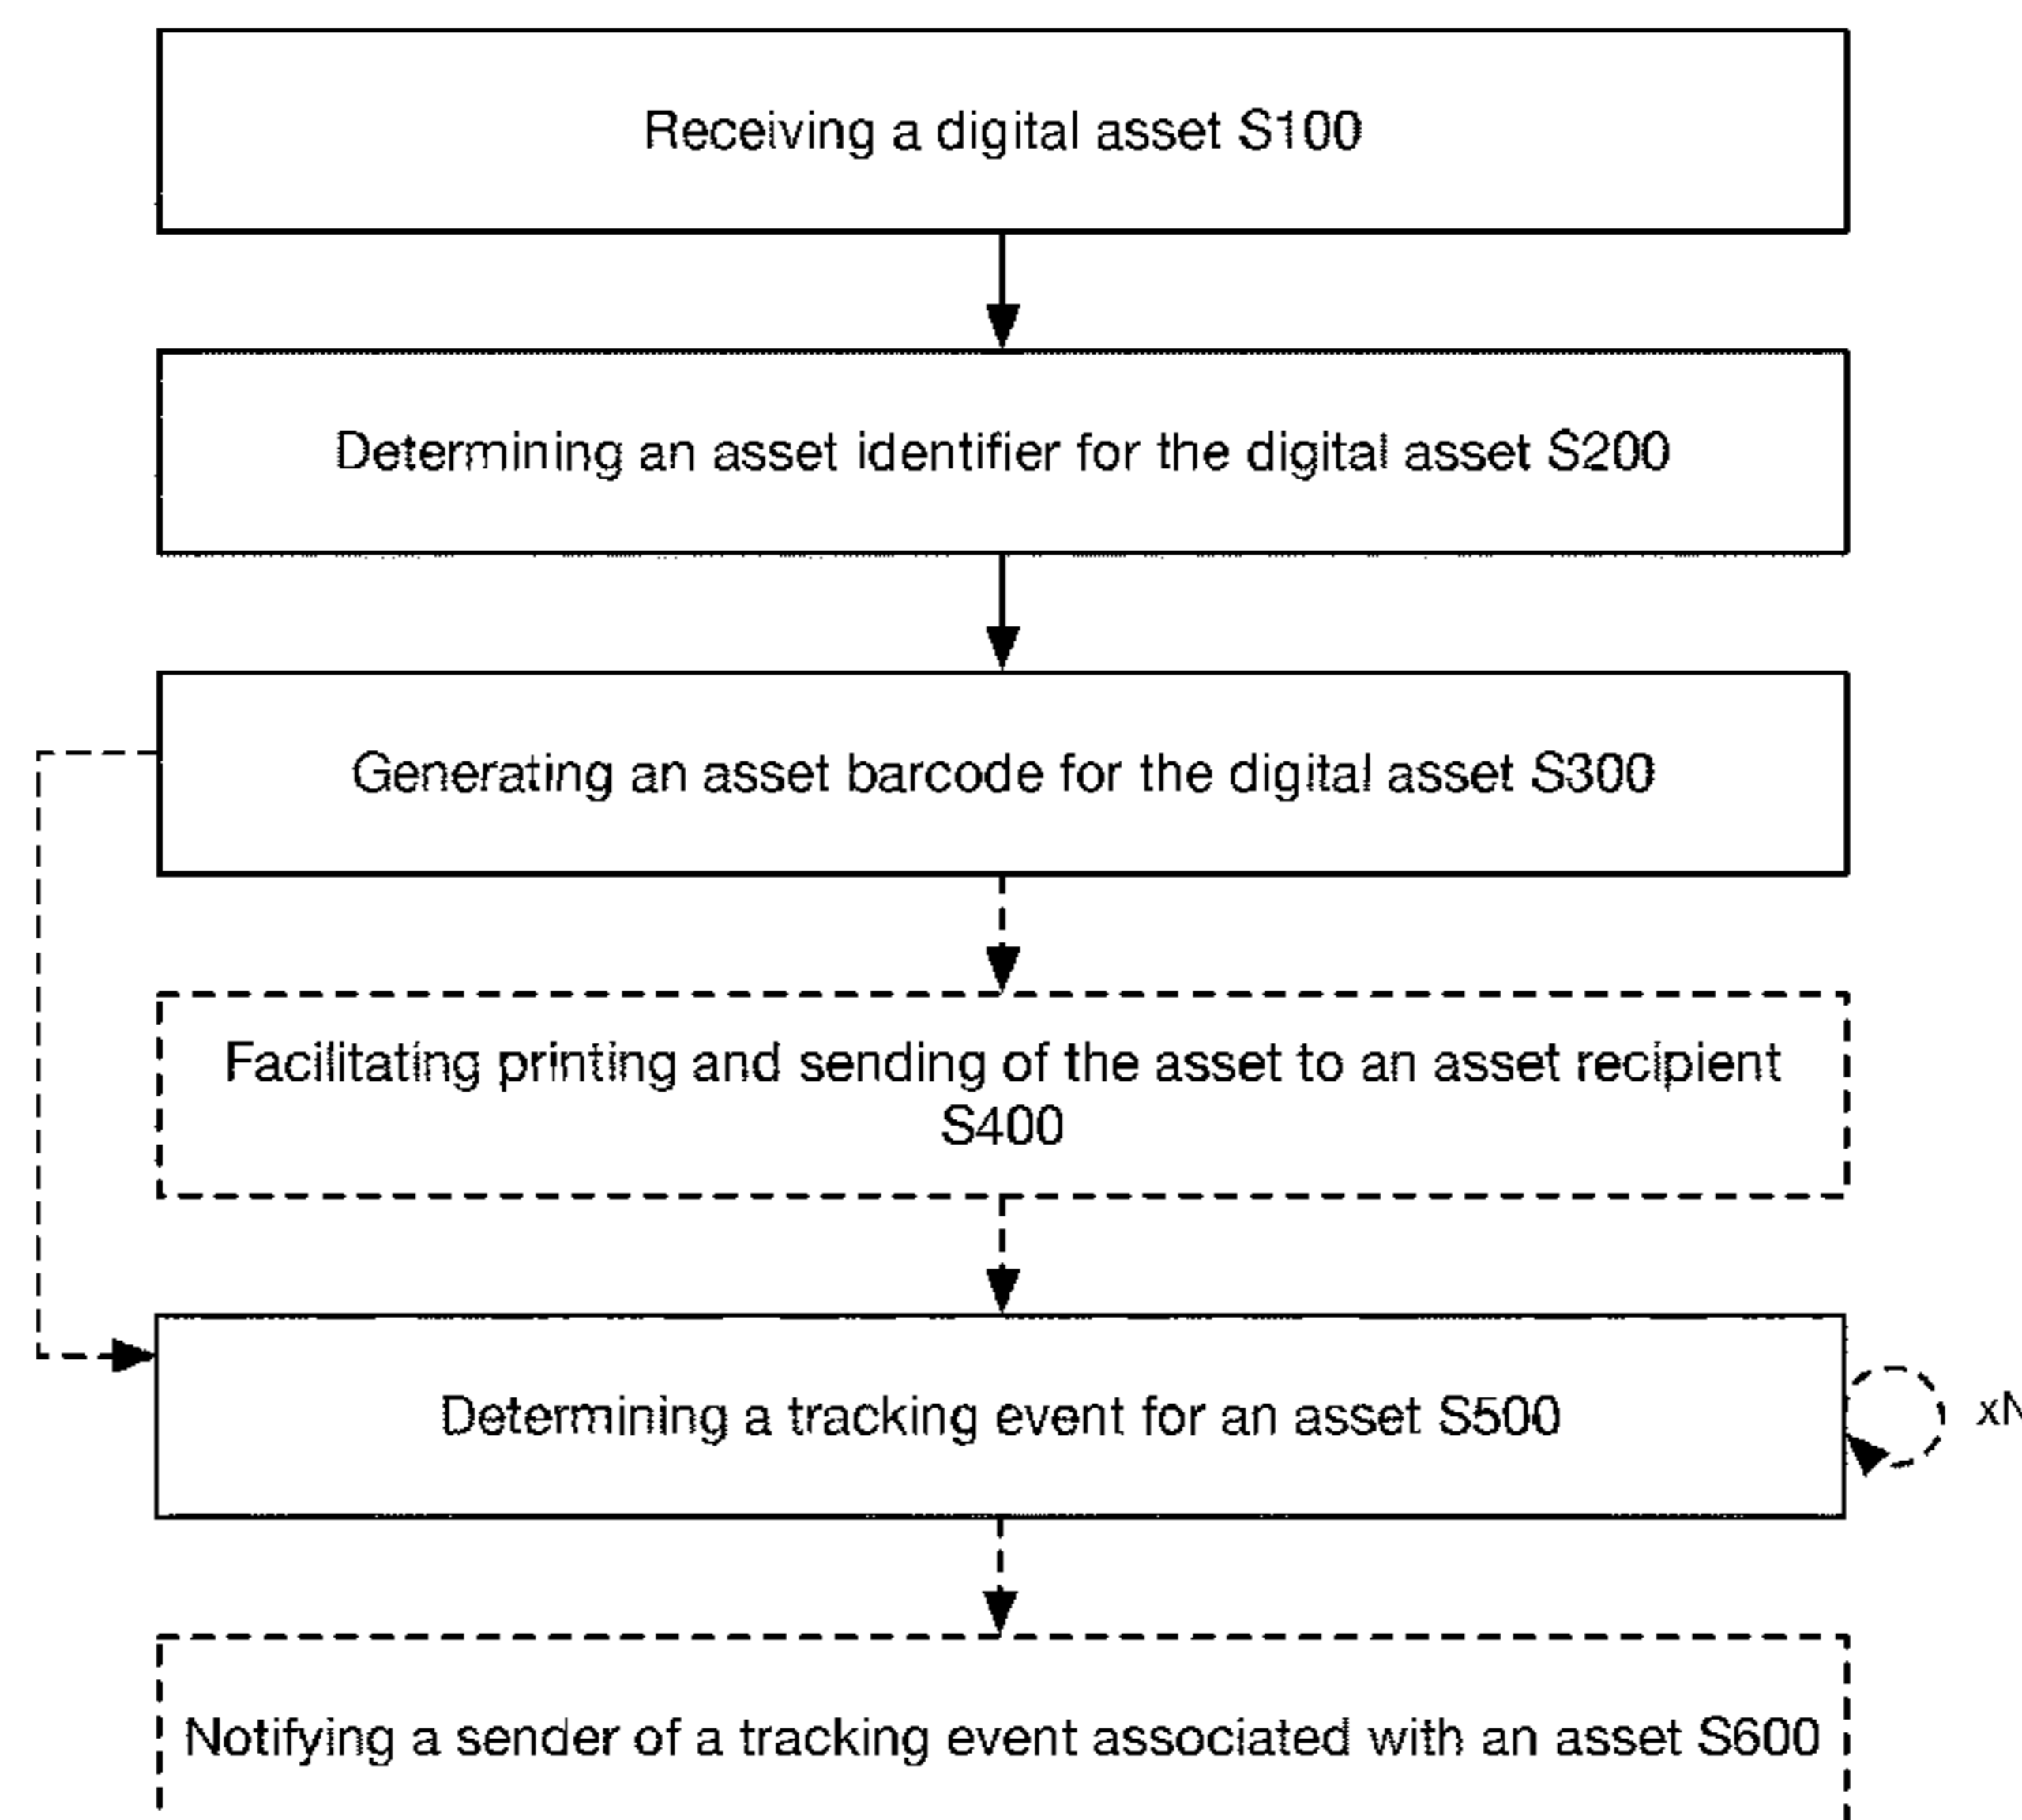 Receiving a digital asset S100
Determining an asset identifier for the digital asset S200
Generating an asset barcode for the digital asset S300
Facilitating printing and sending of the asset to an asset recipient
S400
Determining a tracking event for an asset S500
xN
Notifying a sender of a tracking event associated with an asset S600